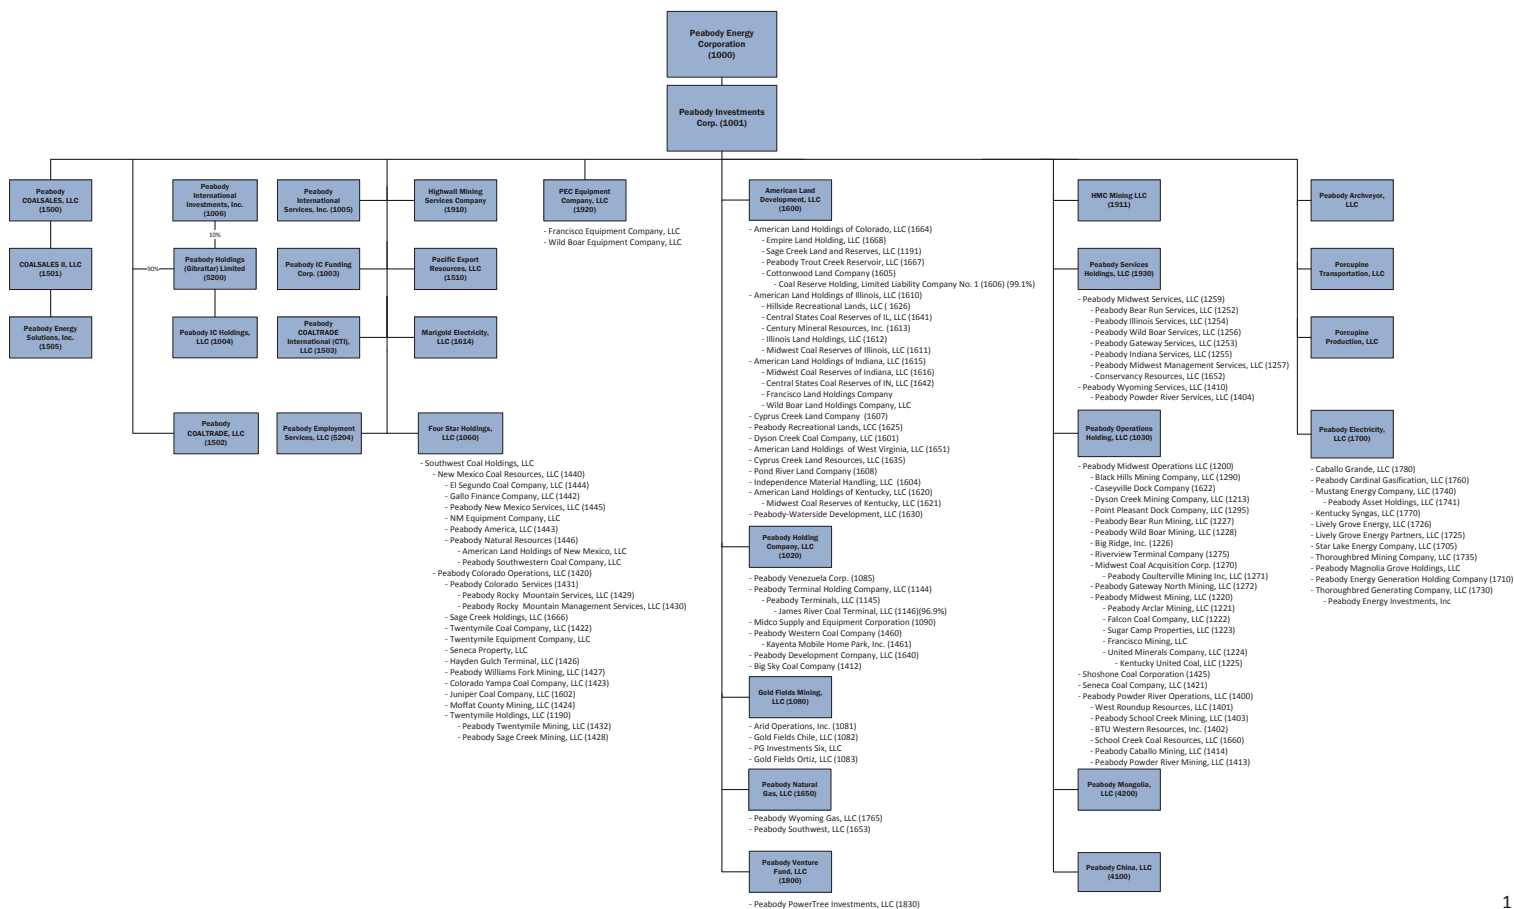 Peabody Energy
Corporation
(1000)
Peabody Investments
Corp. (1001)
Peabody
COALSALES, LLC
(1500)
COALSALES II, LLC
(1501)
Peabody Energy
Solutions, Inc.
(1505)
Peabody
International
Investments, Inc.
(1006)
10%
90%
Peabody Holdings
(Gibraltar) Limited
(5200)
Peabody IC Holdings,
LLC (1004)
Peabody
COALTRADE, LLC
(1502)
Peabody
International
Services, Inc. (1005)
Peabody IC Funding
Corp. (1003)
Peabody
COALTRADE
International (CTI),
LLC (1503)
Peabody Employment
Services, LLC (5204)
Highwall Mining
Services Company
(1910)
Pacific Export
Resources, LLC
(1510)
Marigold Electricity,
LLC (1614)
Four Star Holdings,
LLC (1060)
- Southwest Coal Holdings, LLC
- New Mexico Coal Resources, LLC (1440)
- El Segundo Coal Company, LLC (1444)
- Gallo Finance Company, LLC (1442)
- Peabody New Mexico Services, LLC (1445)
- NM Equipment Company, LLC
- Peabody America, LLC (1443)
- Peabody Natural Resources (1446)
- American Land Holdings of New Mexico, LLC
- Peabody Southwestern Coal Company, LLC
- Peabody Colorado Operations, LLC (1420)
- Peabody Colorado  Services (1431)
- Peabody Rocky  Mountain Services, LLC (1429)
- Peabody Rocky  Mountain Management Services, LLC (1430)
- Sage Creek Holdings, LLC (1666)
- Twentymile Coal Company, LLC (1422)
- Twentymile Equipment Company, LLC
- Seneca Property, LLC
- Hayden Gulch Terminal, LLC (1426)
- Peabody Williams Fork Mining, LLC (1427)
- Colorado Yampa Coal Company, LLC (1423)
- Juniper Coal Company, LLC (1602)
- Moffat County Mining, LLC (1424)
- Twentymile Holdings, LLC (1190)
- Peabody Twentymile Mining, LLC (1432)
- Peabody Sage Creek Mining, LLC (1428)
PEC Equipment
Company, LLC
(1920)
- Francisco Equipment Company, LLC
- Wild Boar Equipment Company, LLC
American Land
Development, LLC
(1600)
- American Land Holdings of Colorado, LLC (1664)
- Empire Land Holding, LLC (1668)
- Sage Creek Land and Reserves, LLC (1191)
- Peabody Trout Creek Reservoir, LLC (1667)
- Cottonwood Land Company (1605)
- Coal Reserve Holding, Limited Liability Company No. 1 (1606) (99.1%)
- American Land Holdings of Illinois, LLC (1610)
- Hillside Recreational Lands, LLC ( 1626)
- Central States Coal Reserves of IL, LLC (1641)
- Century Mineral Resources, Inc. (1613)
- Illinois Land Holdings, LLC (1612)
- Midwest Coal Reserves of Illinois, LLC (1611)
- American Land Holdings of Indiana, LLC (1615)
- Midwest Coal Reserves of Indiana, LLC (1616)
- Central States Coal Reserves of IN, LLC (1642)
- Francisco Land Holdings Company
- Wild Boar Land Holdings Company, LLC
- Cyprus Creek Land Company  (1607)
- Peabody Recreational Lands, LCC (1625)
- Dyson Creek Coal Company, LLC (1601)
- American Land Holdings  of West Virginia, LLC (1651)
- Cyprus Creek Land Resources, LLC (1635)
- Pond River Land Company (1608)
- Independence Material Handling, LLC (1604)
- American Land Holdings of Kentucky, LLC (1620)
- Midwest Coal Reserves of Kentucky, LLC (1621)
- Peabody-Waterside Development, LLC (1630)
Peabody Holding
Company, LLC
(1020)
- Peabody Venezuela Corp. (1085)
- Peabody Terminal Holding Company, LLC (1144)
- Peabody Terminals, LLC (1145)
- James River Coal Terminal, LLC (1146)(96.9%)
- Midco Supply and Equipment Corporation (1090)
- Peabody Western Coal Company (1460)
- Kayenta Mobile Home Park, Inc. (1461)
- Peabody Development Company, LLC (1640)
- Big Sky Coal Company (1412)
Gold Fields Mining,
LLC (1080)
- Arid Operations, Inc. (1081)
- Gold Fields Chile, LLC (1082)
- PG Investments Six, LLC
- Gold Fields Ortiz, LLC (1083)
Peabody Natural
Gas, LLC (1650)
- Peabody Wyoming Gas, LLC (1765)
- Peabody Southwest, LLC (1653)
Peabody Venture
Fund, LLC
(1800)
- Peabody PowerTree Investments, LLC (1830)
HMC Mining LLC
(1911)
Peabody Services
Holdings, LLC (1930)
- Peabody Midwest Services, LLC (1259)
- Peabody Bear Run Services, LLC (1252)
- Peabody Illinois Services, LLC (1254)
- Peabody Wild Boar Services, LLC (1256)
- Peabody Gateway Services, LLC (1253)
- Peabody Indiana Services, LLC (1255)
- Peabody Midwest Management Services, LLC (1257)
- Conservancy Resources, LLC (1652)
- Peabody Wyoming Services, LLC (1410)
- Peabody Powder River Services, LLC (1404)
Peabody Operations
Holding, LLC (1030)
- Peabody Midwest Operations LLC (1200)
- Black Hills Mining Company, LLC (1290)
- Caseyville Dock Company, LLC (1622)
- Dyson Creek Mining Company, LLC (1213)
- Point Pleasant Dock Company, LLC (1295)
- Peabody Bear Run Mining, LLC (1227)
- Peabody Wild Boar Mining, LLC (1228)
- Big Ridge, Inc. (1226)
- Riverview Terminal Company (1275)
- Midwest Coal Acquisition Corp. (1270)
- Peabody Coulterville Mining Inc, LLC (1271)
- Peabody Gateway North Mining, LLC (1272)
- Peabody Midwest Mining, LLC (1220)
- Peabody Arclar Mining, LLC (1221)
- Falcon Coal Company, LLC (1222)
- Sugar Camp Properties, LLC (1223)
- Francisco Mining, LLC
- United Minerals Company, LLC (1224)
- Kentucky United Coal, LLC (1225)
- Shoshone Coal Corporation (1425)
- Seneca Coal Company, LLC (1421)
- Peabody Powder River Operations, LLC (1400)
- West Roundup Resources, LLC (1401)
- Peabody School Creek Mining, LLC (1403)
- BTU Western Resources, Inc. (1402)
- School Creek Coal Resources, LLC (1660)
- Peabody Caballo Mining, LLC (1414)
- Peabody Powder River Mining, LLC (1413)
Peabody Mongolia,
LLC (4200)
Peabody China, LLC
(4100)
Peabody Archveyor,
LLC
Porcupine
Transportation, LLC
Porcupine
Production, LLC
Peabody Electricity,
LLC (1700)
- Caballo Grande, LLC (1780)
- Peabody Cardinal Gasification, LLC (1760)
- Mustang Energy Company, LLC (1740)
- Peabody Asset Holdings, LLC (1741)
- Kentucky Syngas, LLC (1770)
- Lively Grove Energy, LLC (1726)
- Lively Grove Energy Partners, LLC (1725)
- Star Lake Energy Company, LLC (1705)
- Thoroughbred Mining Company, LLC (1735)
- Peabody Magnolia Grove Holdings, LLC
- Peabody Energy Generation Holding Company (1710)
- Thoroughbred Generating Company, LLC (1730)
- Peabody Energy Investments, Inc
1